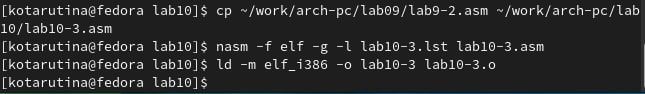 [kotarutina@fedora lab10]$ cp ~/work/arch-pc/lab09/lab9-2.asm ~/work/arch-pc/lab
10/lab10-3.asm
[kotarutina@fedora lab10]$ nasm -f elf -g -l lab10-3.lst lab10-3.asm
[kotarutina@fedora lab10]$ ld -m elf_i386 -o lab10-3 lab10-3.o
[kotarutina@fedora lab10]$